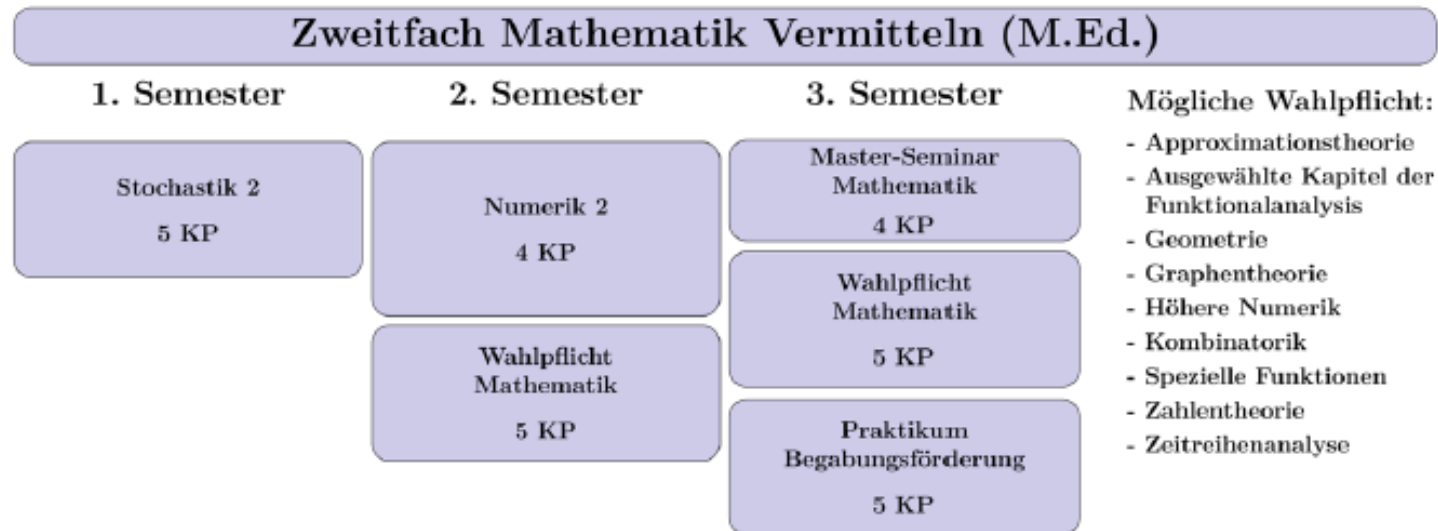 Zweitfach Mathematik Vermitteln (M.Ed.)
1. Semester
Stochastik 2
5 KP
2. Semester
Numerik 2
4 KP
Wahlpflicht
Mathematik
5 KP
3. Semester
Master-Seminar
Mathematik
4 KP
Wahlpflicht
Mathematik
5 KP
Praktikum
Begabungsförderung
5 KP
Mögliche Wahlpflicht:
- Approximationstheorie
- Ausgewählte Kapitel der
Funktionalanalysis
- Geometrie
- Graphentheorie
- Höhere Numerik
- Kombinatorik
- Spezielle Funktionen
- Zahlentheorie
- Zeitreihenanalyse